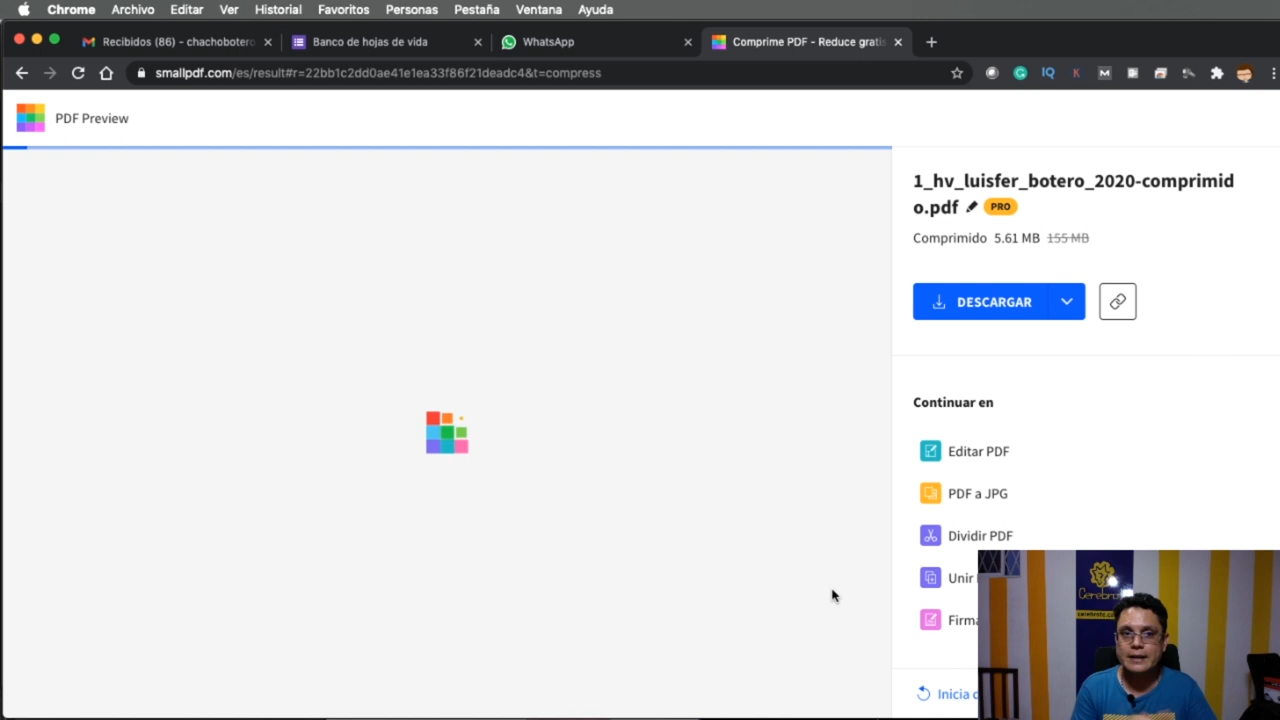 Chrome Archivo Editar Ver Historial Favoritos Personas Pestaña Ventana Ayuda
Recibidos (86) - chachobotero
Banco de hojas de vida
WhatsApp
Comprime PDF - Reduce gratis
smallpdf.com/es/result#r=22bb1c2dd0ae41e1ea33f86f21deadc4&t=compress
PDF Preview
1_hv_luisfer_botero_2020-comprimid
o.pdf PRO
Comprimido 5.61 MB 155 MB
DESCARGAR
Continuar en
Editar PDF
PDF a JPG
Dividir PDF
Unir
Firma
Inicia